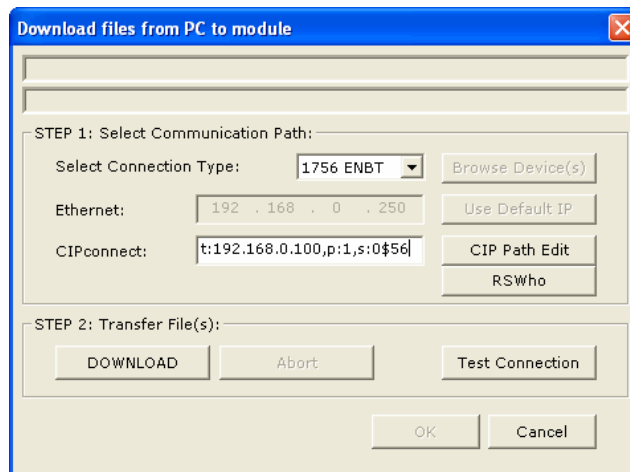 Download files from PC to module
STEP 1: Select Communication Path:
Select Connection Type: 1756 ENBT Browse Device(s)
Ethernet: 192 . 168 . 0 . 250 Use Default IP
CIPconnect: t:192.168.0.100,p:1,s:0$56 CIP Path Edit
RSWho
STEP 2: Transfer File(s):
DOWNLOAD Abort Test Connection
OK Cancel